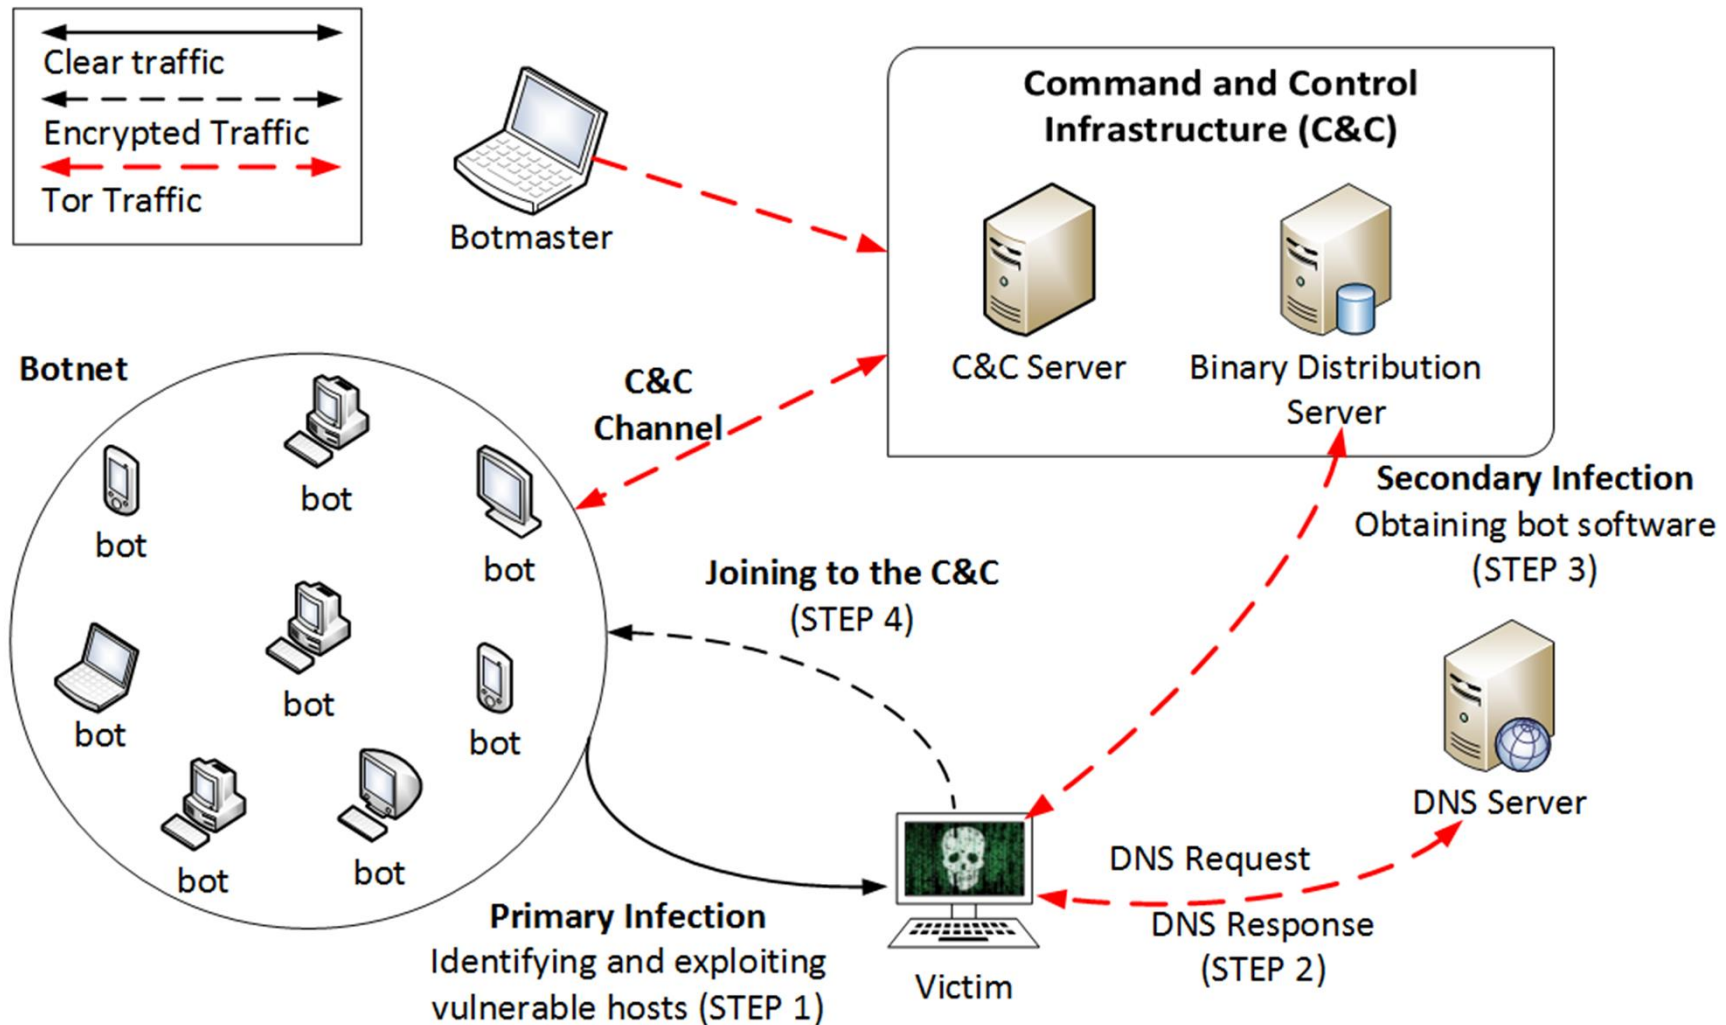 Clear traffic
Encrypted Traffic
Tor Traffic
Botmaster
Command and Control
Infrastructure (C&C)
C&C Server
Binary Distribution
Server
Botnet
C&C
Channel
bot
bot
bot
bot
bot
bot
bot
bot
Joining to the C&C
(STEP 4)
Secondary Infection
Obtaining bot software
(STEP 3)
DNS Server
DNS Request
DNS Response
(STEP 2)
Primary Infection
Identifying and exploiting
vulnerable hosts (STEP 1)
Victim